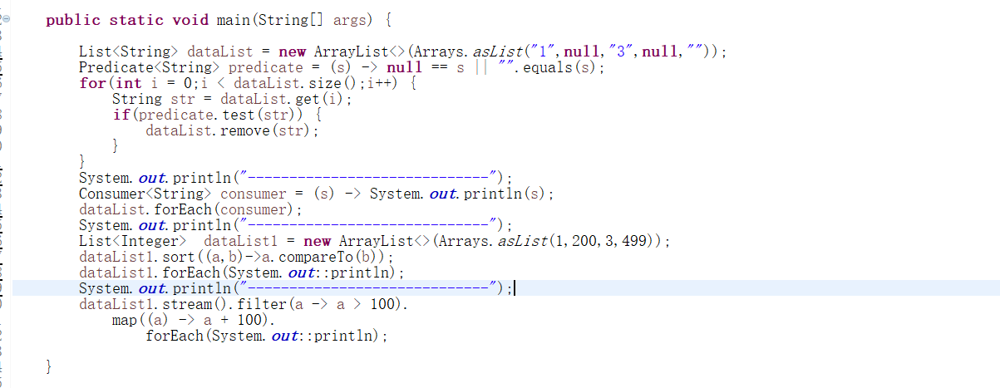 public static void main(String[] args) {
List<String> dataList = new ArrayList<>(Arrays.asList("1",null,"3",null,""));
Predicate<String> predicate = (s) -> null == s || "".equals(s);
for(int i = 0;i < dataList.size();i++) {
String str = dataList.get(i);
if(predicate.test(str)) {
dataList.remove(str);
}
}
System.out.println("-----------------------------");
Consumer<String> consumer = (s) -> System.out.println(s);
dataList.forEach(consumer);
System.out.println("-----------------------------");
List<Integer>  dataList1 = new ArrayList<>(Arrays.asList(1,200,3,499));
dataList1.sort((a,b)->a.compareTo(b));
dataList1.forEach(System.out::println);
System.out.println("-----------------------------");
dataList1.stream().filter(a -> a > 100).
map((a) -> a + 100).
forEach(System.out::println);
}